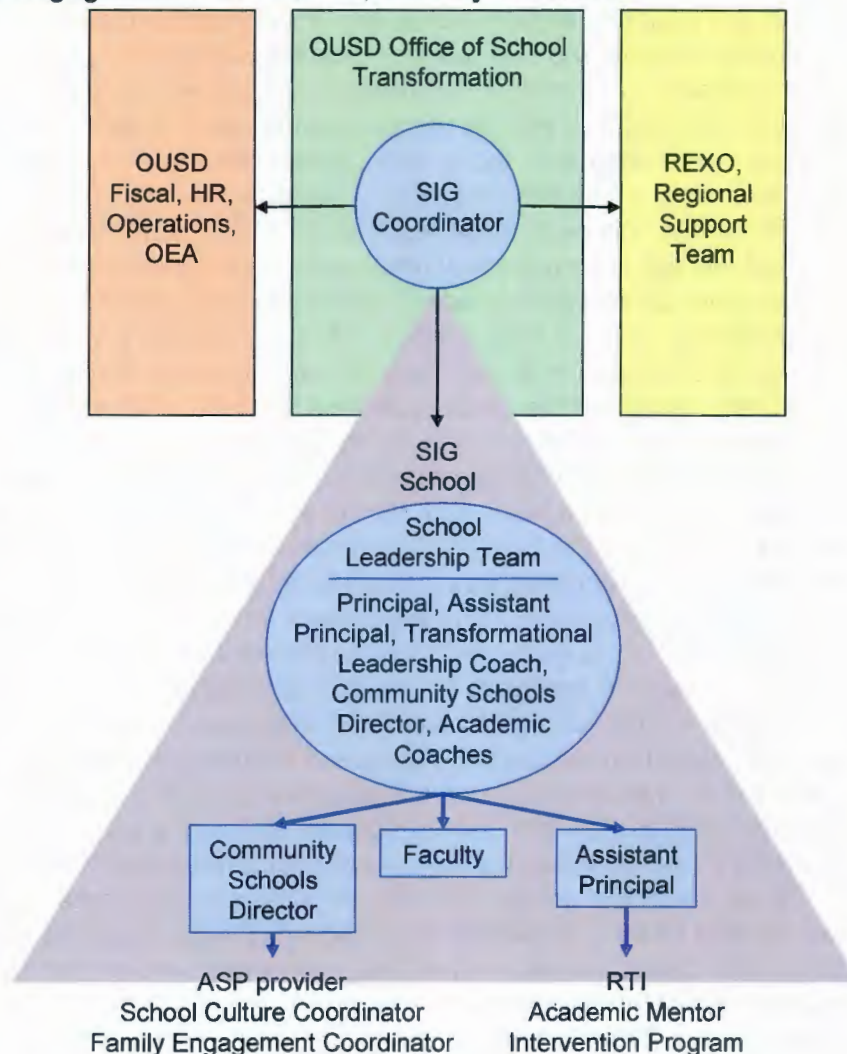 OUSD Office of School
Transformation
OUSD
Fiscal, HR,
Operations,
OEA
SIG
Coordinator
REXO,
Regional
Support
Team
SIG
School
School
Leadership Team
Principal, Assistant
Principal, Transformational
Leadership Coach,
Community Schools
Director, Academic
Coaches
Community
Schools
Director
Faculty
Assistant
Principal
ASP provider
School Culture Coordinator
Family Engagement Coordinator
RTI
Academic Mentor
Intervention Program